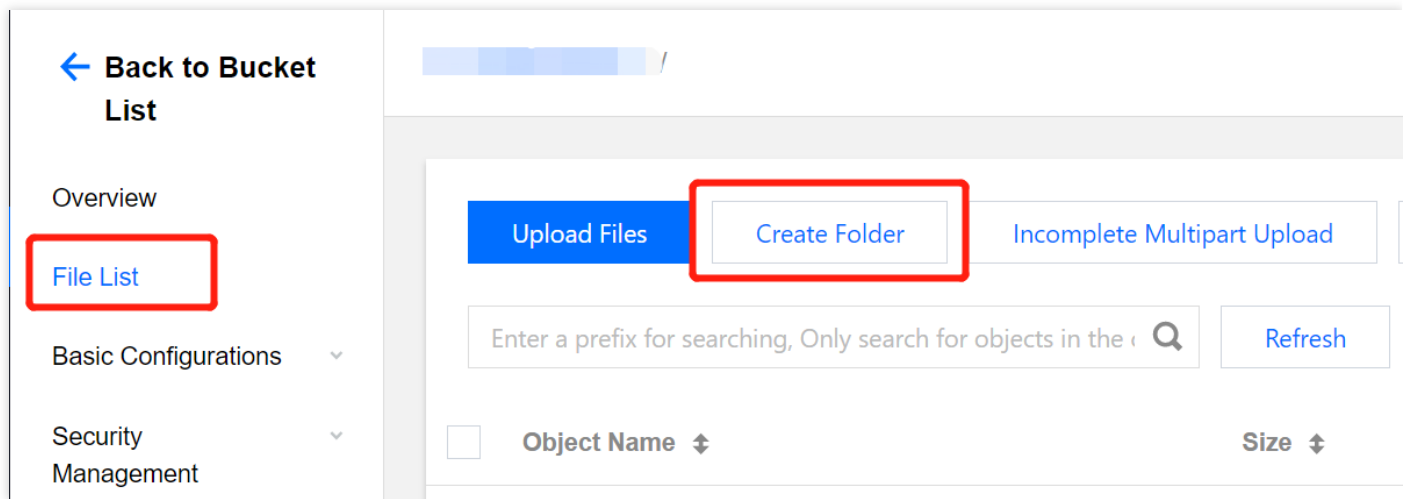 Back to Bucket
List
/
Overview
File List
Basic Configurations
Security
Management
Upload Files
Create Folder
Incomplete Multipart Upload
Enter a prefix for searching, Only search for objects in the
Refresh
Object Name
Size